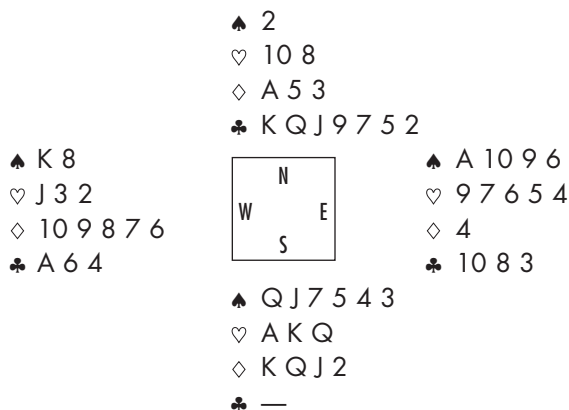 ♠ 2
♡ 10 8
♢ A 5 3
♣ K Q J 9 7 5 2
♠ K 8
♡ J 3 2
♢ 10 9 8 7 6
♣ A 6 4
N
W E
S
♠ A 10 9 6
♡ 9 7 6 5 4
♢ 4
♣ 10 8 3
♠ Q J 7 5 4 3
♡ A K Q
♢ K Q J 2
♣ —